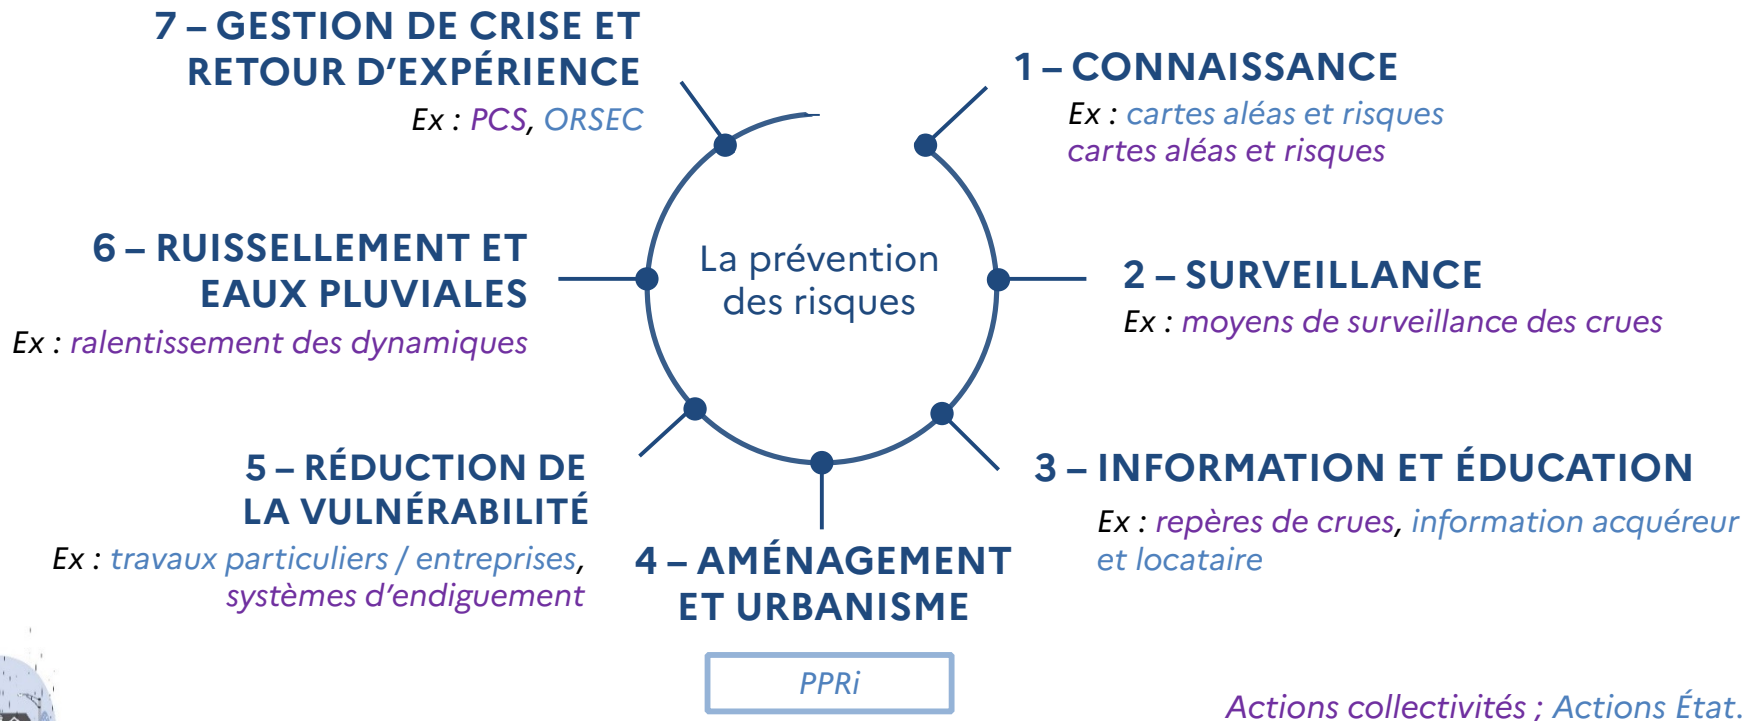 7 – GESTION DE CRISE ET
RETOUR D'EXPÉRIENCE
Ex : PCS, ORSEC
1 – CONNAISSANCE
Ex : cartes aléas et risques
cartes aléas et risques
6 – RUISSELLEMENT ET
EAUX PLUVIALES
Ex : ralentissement des dynamiques
La prévention
des risques
2 – SURVEILLANCE
Ex : moyens de surveillance des crues
5 – RÉDUCTION DE
LA VULNÉRABILITÉ
Ex : travaux particuliers / entreprises,
systèmes d'endiguement
4 – AMÉNAGEMENT
ET URBANISME
PPRi
3 – INFORMATION ET ÉDUCATION
Ex : repères de crues, information acquéreur
et locataire
Actions collectivités ; Actions État.